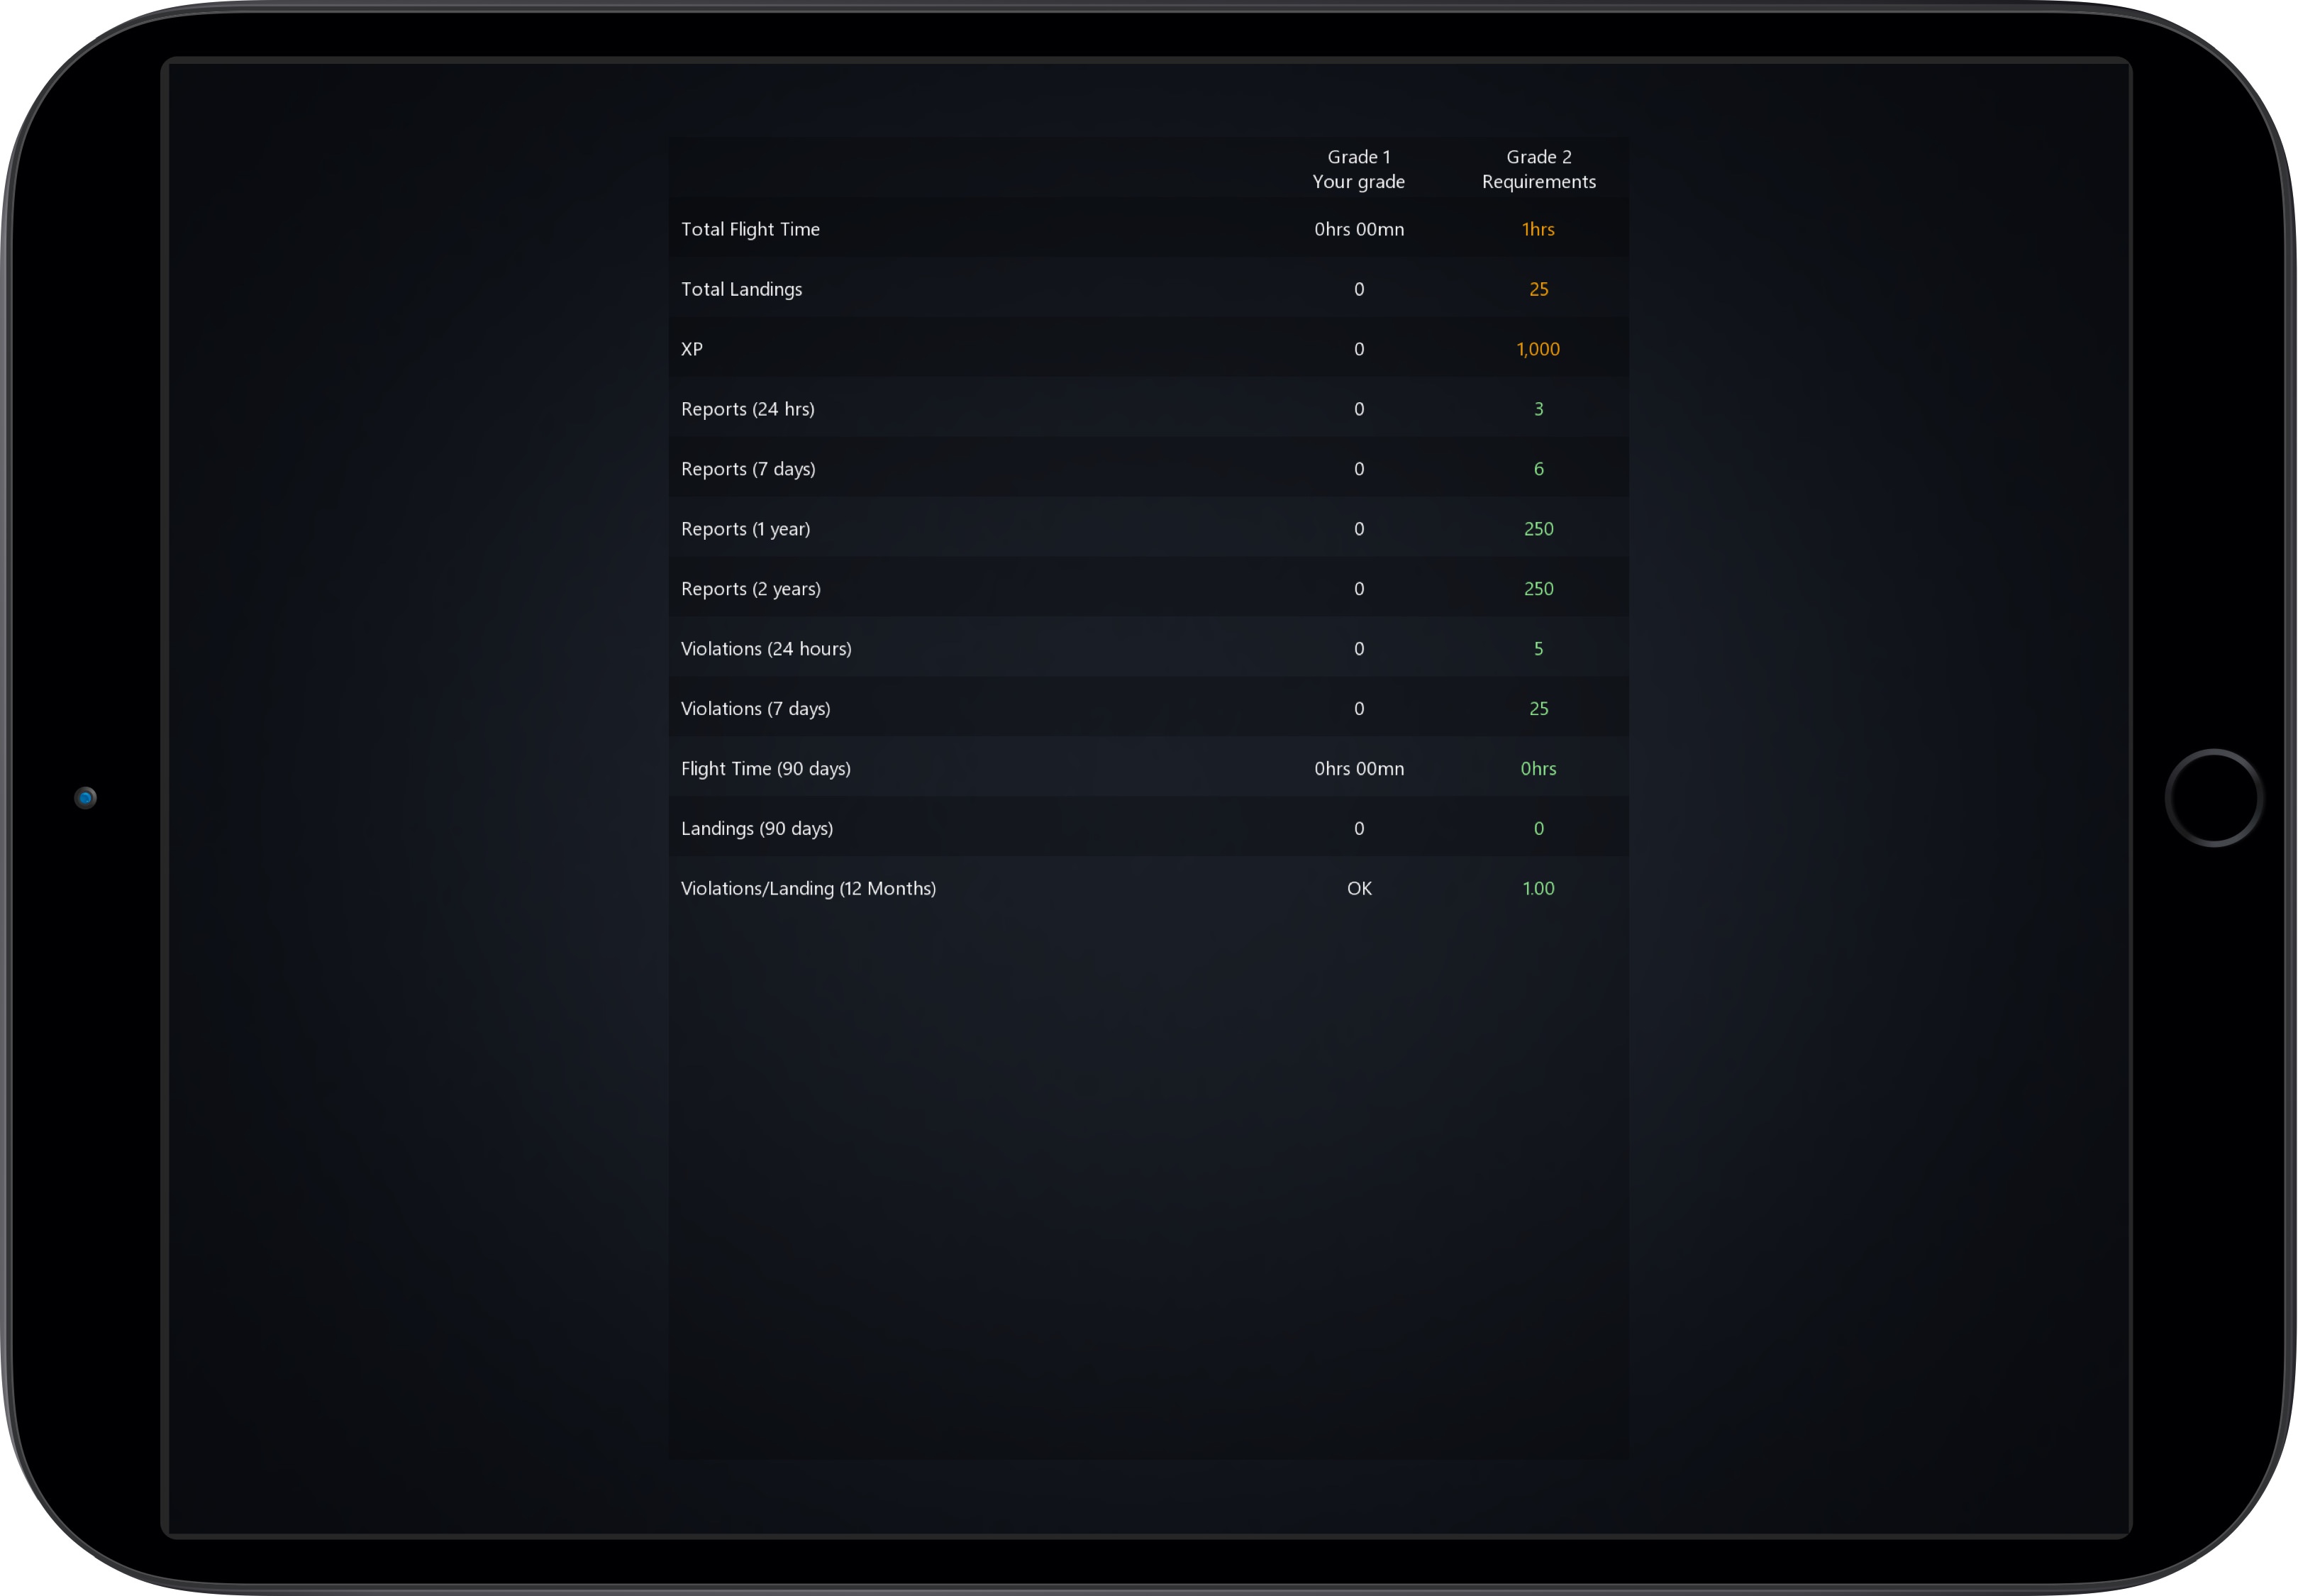 Grade 1 Grade 2
Your grade Requirements
Total Flight Time 0hrs 00mn 1hrs
Total Landings 0 25
XP 0 1,000
Reports (24 hrs) 0 3
Reports (7 days) 0 6
Reports (1 year) 0 250
Reports (2 years) 0 250
Violations (24 hours) 0 5
Violations (7 days) 0 25
Flight Time (90 days) 0hrs 00mn 0hrs
Landings (90 days) 0 0
Violations/Landing (12 Months) OK 1.00